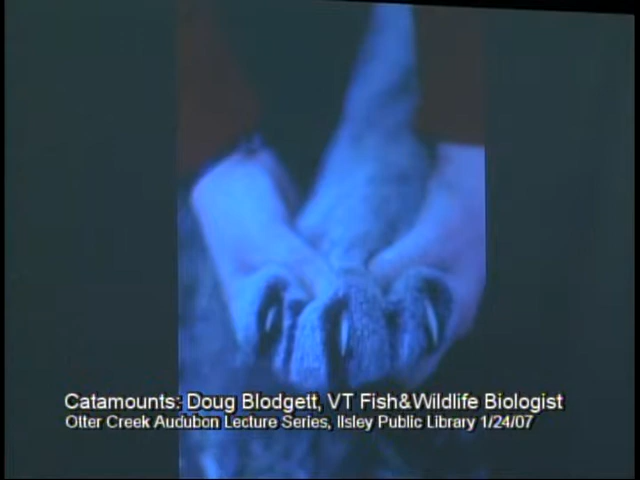 Catamounts: Doug Blodgett, VT Fish&Wildlife Biologist
Otter Creek Audubon Lecture Series, Ilsley Public Library 1/24/07